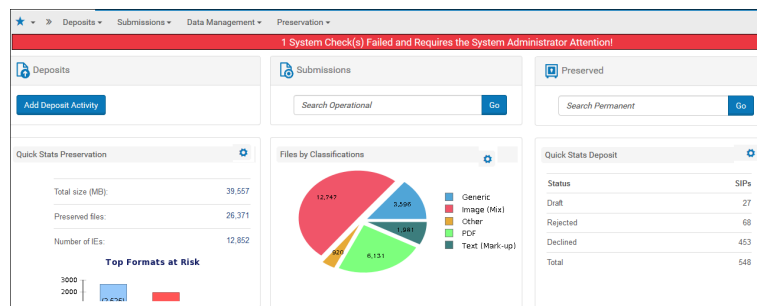 Deposits Submissions Data Management Preservation
1 System Check(s) Failed and Requires the System Administrator Attention!
Deposits
Add Deposit Activity
Submissions
Search Operational Go
Preserved
Search Permanent Go
Quick Stats Preservation
Total size (MB): 39,557
Preserved files: 26,371
Number of IEs: 12,852
Top Formats at Risk
3000
2000
Files by Classifications
12,747
3,596
1,981
6,131
920
Generic
Image (Mix)
Other
PDF
Text (Mark-up)
Quick Stats Deposit
Status SIPs
Draft 27
Rejected 68
Declined 453
Total 548